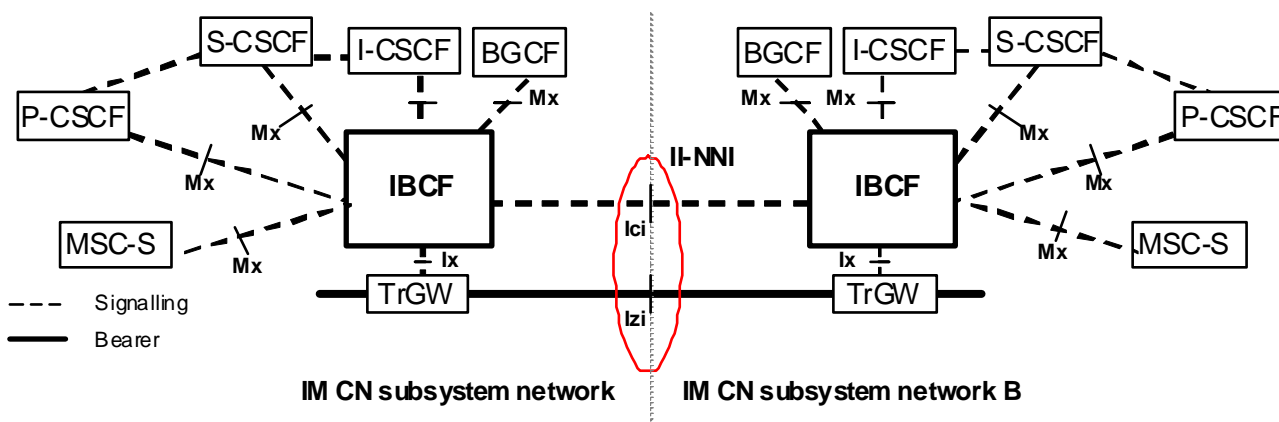 S-CSCF
I-CSCF
BGCF
BGCF
I-CSCF
S-CSCF
P-CSCF
Mx
Mx
Mx
Mx
P-CSCF
Mx
IBCF
II-NNI
IBCF
Mx
Mx
Mx
MSC-S
Mx
Ici
Mx
MSC-S
Ix
Ix
TrGW
TrGW
Signalling
Izi
Bearer
IM CN subsystem network
IM CN subsystem network B